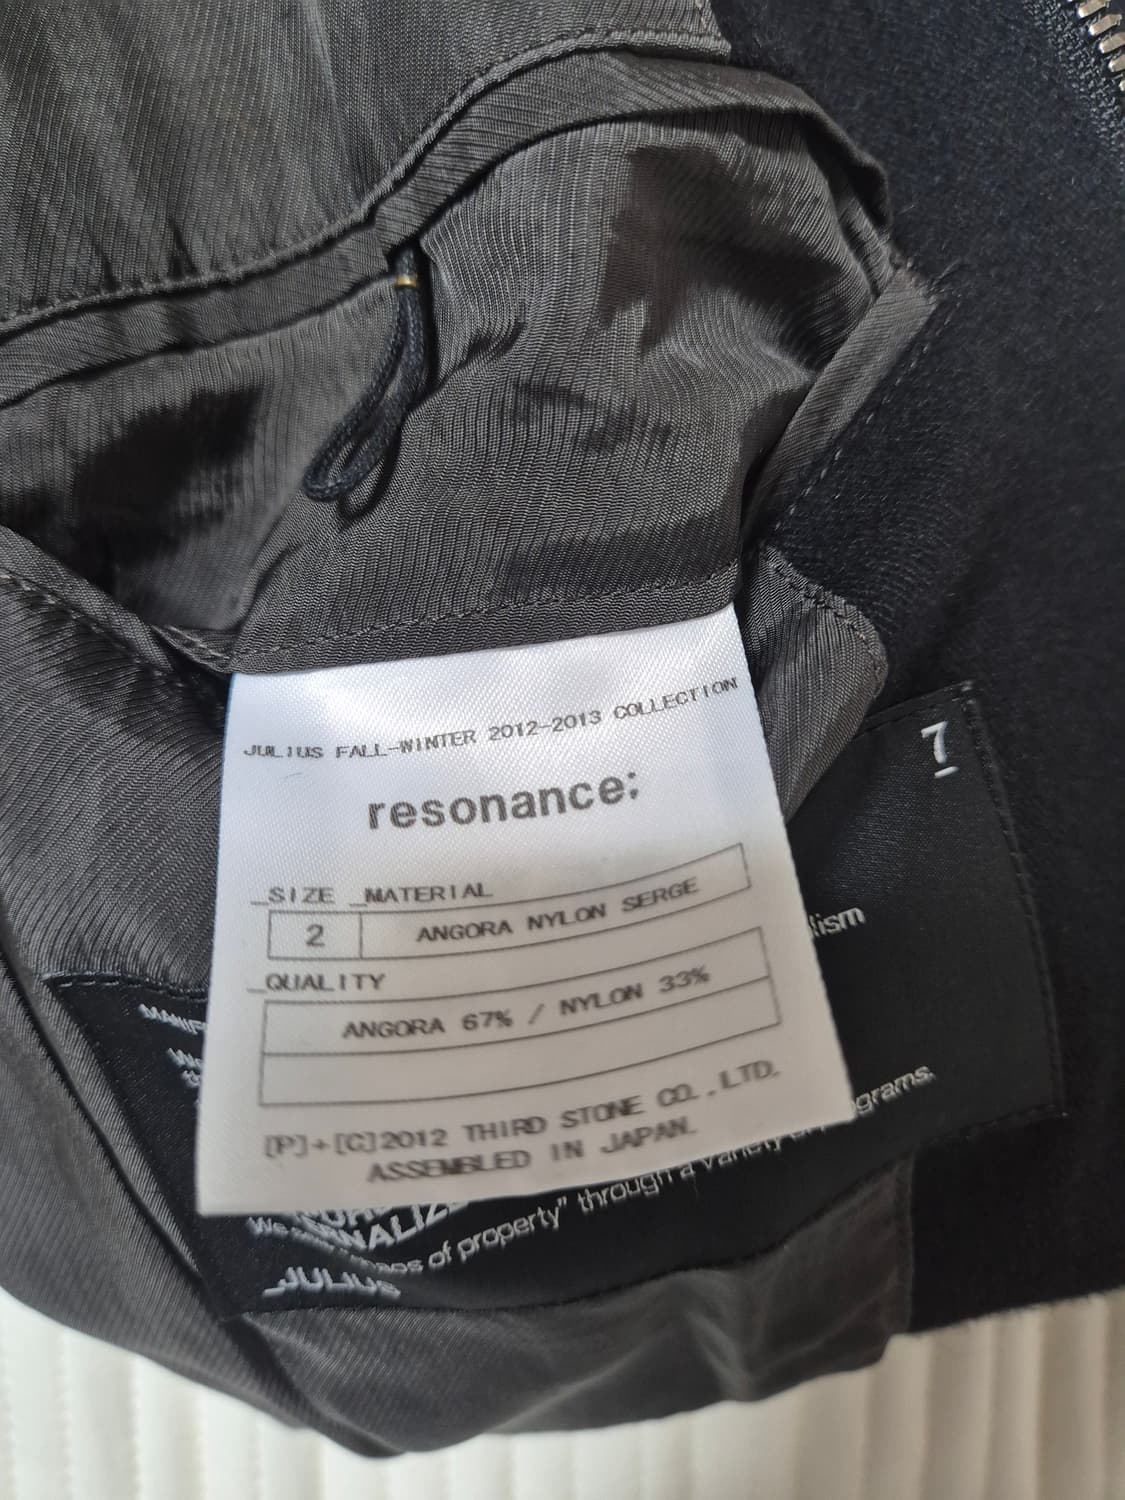 JULIUS FALL-WINTER 2012-2013 COLLECTION
resonance;
_SIZE _MATERIAL
2 ANGORA NYLON SERGE
_QUALITY
ANGORA 67% / NYLON 33%
[P]+[C]2012 THIRD STONE CO.,LTD.
ASSEMBLED IN JAPAN.
7
lism
grams.
of property" through a variety
_JULIUS